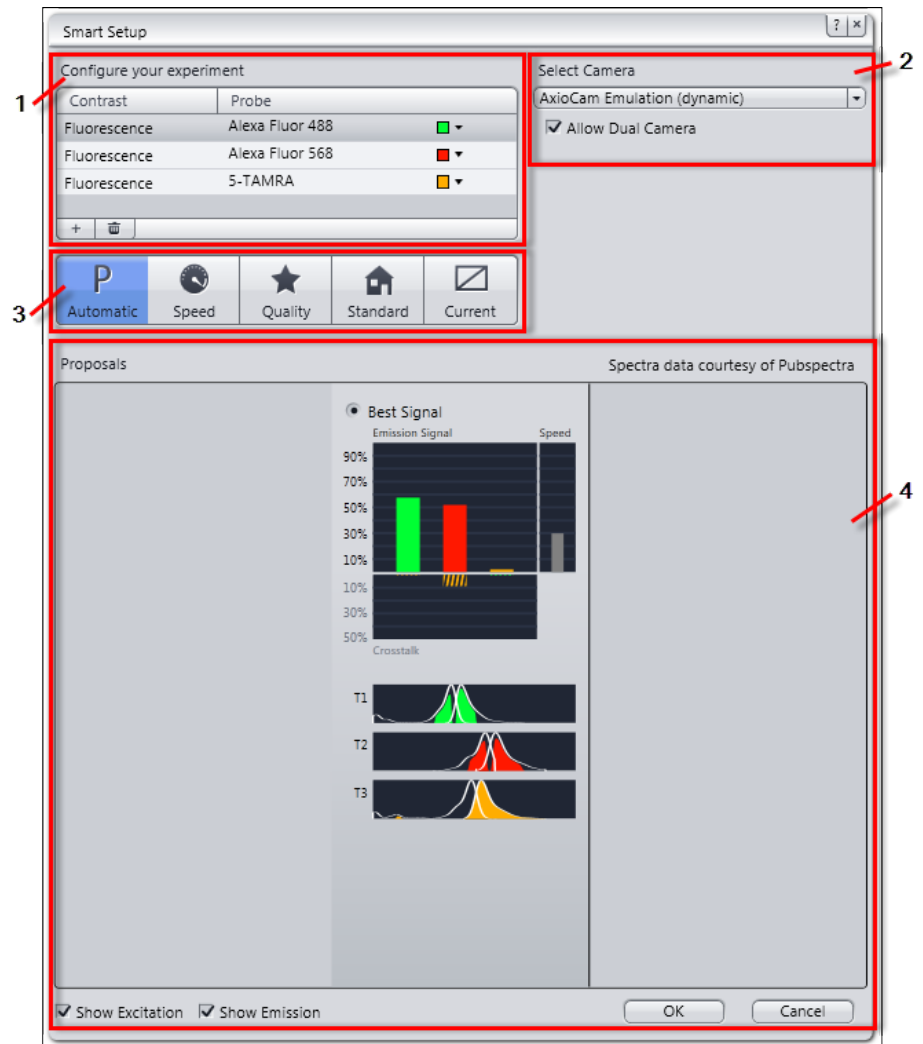 Smart Setup
? ×
2
Configure your experiment
Select Camera
1
Contrast Probe
AxioCam Emulation (dynamic)
Fluorescence Alexa Fluor 488
Allow Dual Camera
Fluorescence Alexa Fluor 568
Fluorescence 5-TAMRA
+
3
P
Automatic Speed Quality Standard Current
Proposals
Spectra data courtesy of Pubspectra
Best Signal
Emission Signal Speed
90%
70%
50%
30%
10%
10%
30%
50%
Crosstalk
4
T1
T2
T3
Show Excitation Show Emission
OK Cancel